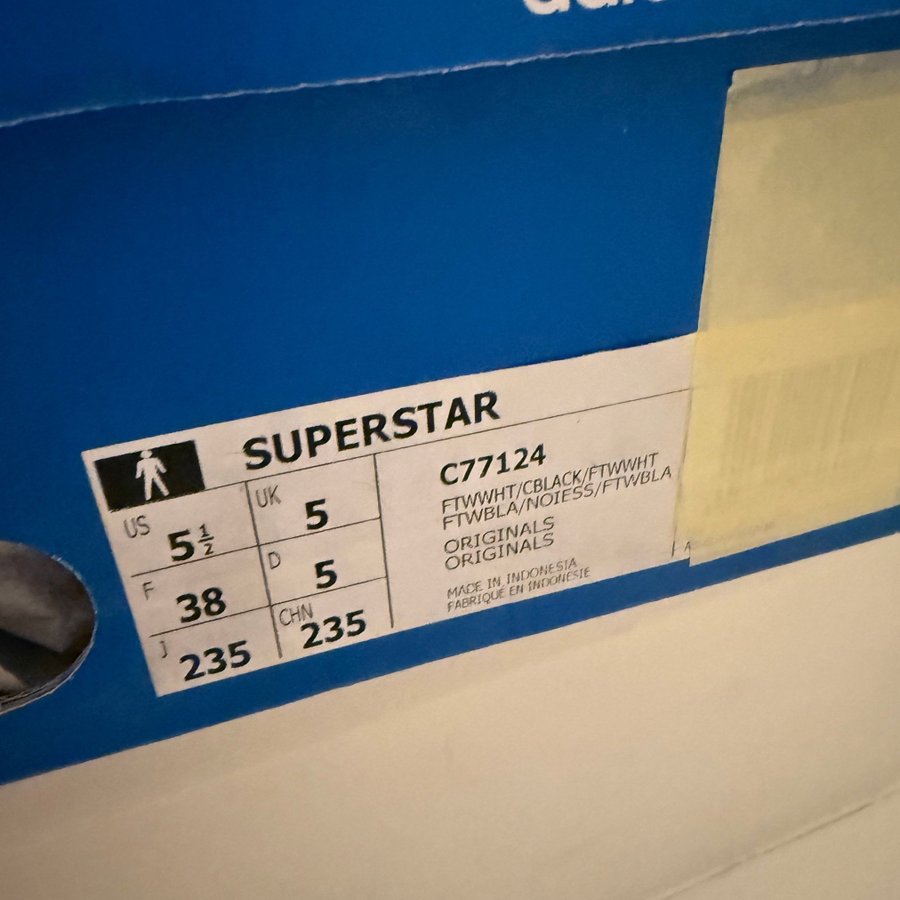 SUPERSTAR
US 5½
UK 5
F 38
D 5
J 235
CHN 235
C77124
FTWWHT/CBLACK/FTWWHT
FTWBLA/NOIESS/FTWBLA
ORIGINALS
ORIGINALS
MADE IN INDONESIA
FABRIQUE EN INDONESIE